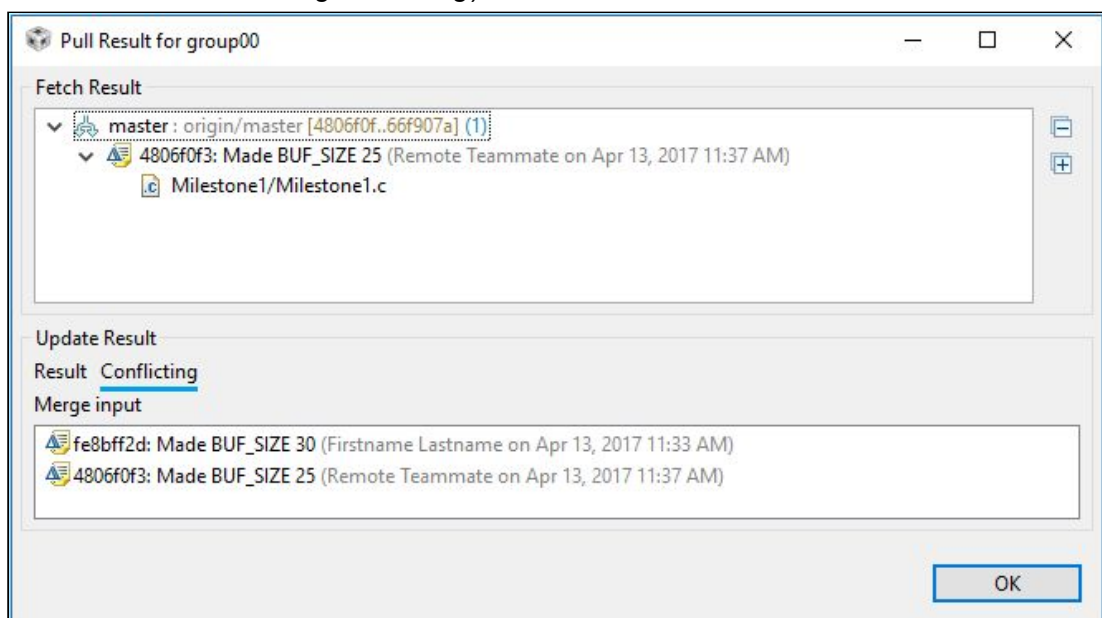 Pull Result for group00
Fetch Result
master : origin/master [4806f0f..66f907a] (1)
4806f0f3: Made BUF_SIZE 25 (Remote Teammate on Apr 13, 2017 11:37 AM)
.c Milestone1/Milestone1.c
Update Result
Result Conflicting
Merge input
fe8bff2d: Made BUF_SIZE 30 (Firstname Lastname on Apr 13, 2017 11:33 AM)
4806f0f3: Made BUF_SIZE 25 (Remote Teammate on Apr 13, 2017 11:37 AM)
OK